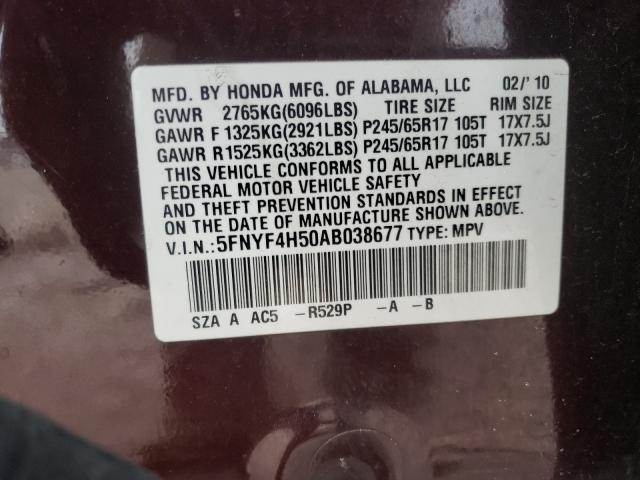 MFD. BY HONDA MFG. OF ALABAMA, LLC 02/'10
GVWR 2765KG(6096LBS) TIRE SIZE RIM SIZE
GAWR F 1325KG(2921LBS) P245/65R17 105T 17X7.5J
GAWR R 1525KG(3362LBS) P245/65R17 105T 17X7.5J
THIS VEHICLE CONFORMS TO ALL APPLICABLE
FEDERAL MOTOR VEHICLE SAFETY
AND THEFT PREVENTION STANDARDS IN EFFECT
ON THE DATE OF MANUFACTURE SHOWN ABOVE.
V.I.N.:5FNYF4H50AB038677 TYPE: MPV
SZA A AC5 -R529P -A -B